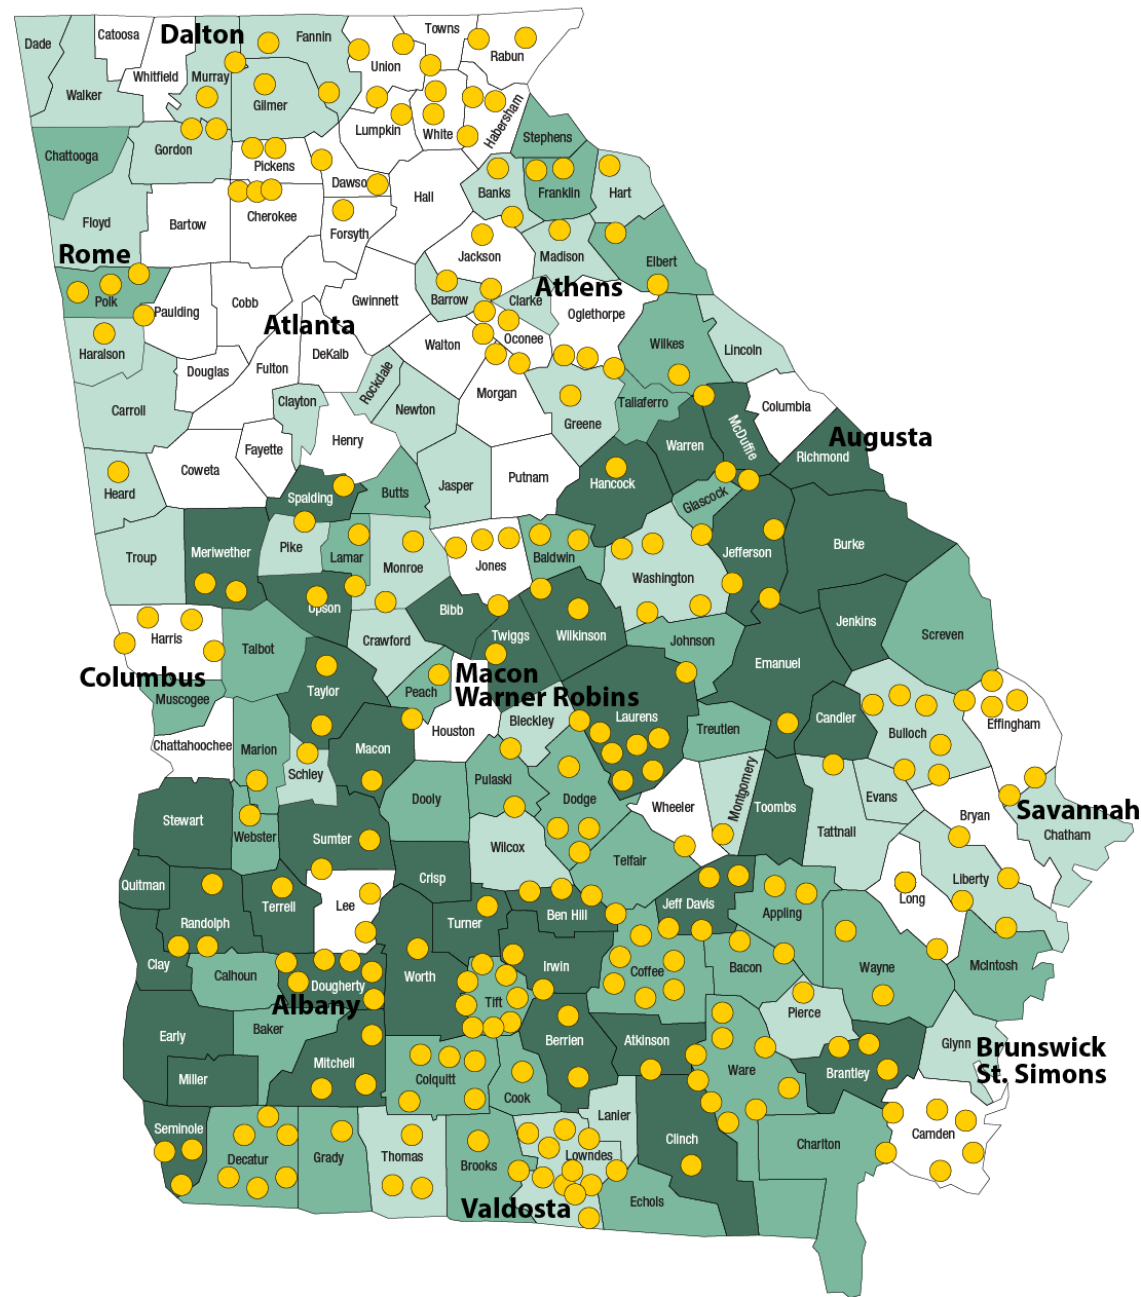 Dade
Catoosa
Dalton
Fannin
Towns
Rabun
Union
Whitfield
Murray
Walker
Gilmer
Lumpkin
White
Habersham
Stephens
Chattooga
Gordon
Pickens
Dawso
Hall
Banks
Franklin
Hart
Floyd
Bartow
Cherokee
Forsyth
Jackson
Madison
Elbert
Rome
Polk
Paulding
Cobb
Gwinnett
Barrow
Clarke
Athens
Oglethorpe
Atlanta
Haralson
DeKalb
Walton
Oconee
Wilkes
Lincoln
Douglas
Fulton
Rockdale
Morgan
Carroll
Clayton
Newton
Greene
Taliaferro
Columbia
Henry
Fayette
McDuffie
Warren
Augusta
Richmond
Coweta
Heard
Spalding
Butts
Jasper
Putnam
Hancock
Glascock
Troup
Meriwether
Pike
Lamar
Monroe
Jones
Baldwin
Washington
Jefferson
Burke
Upson
Bibb
Twiggs
Wilkinson
Jenkins
Screven
Harris
Talbot
Crawford
Johnson
Emanuel
Columbus
Muscogee
Taylor
Peach
Macon
Warner Robins
Laurens
Bleckley
Candler
Effingham
Chattahoochee
Marion
Macon
Houston
Treutlen
Bulloch
Schley
Pulaski
Dooly
Dodge
Montgomery
Wheeler
Toombs
Evans
Bryan
Savannah
Chatham
Stewart
Webster
Sumter
Wilcox
Telfair
Tattnall
Quitman
Crisp
Liberty
Randolph
Terrell
Lee
Turner
Ben Hill
Jeff Davis
Appling
Long
Clay
Calhoun
Dougherty
Albany
Worth
Irwin
Tift
Coffee
Bacon
Wayne
McIntosh
Early
Baker
Mitchell
Berrien
Atkinson
Pierce
Glynn
Brunswick
St. Simons
Miller
Colquitt
Cook
Ware
Brantley
Seminole
Lanier
Clinch
Charlton
Camden
Decatur
Grady
Thomas
Brooks
Lowndes
Valdosta
Echols